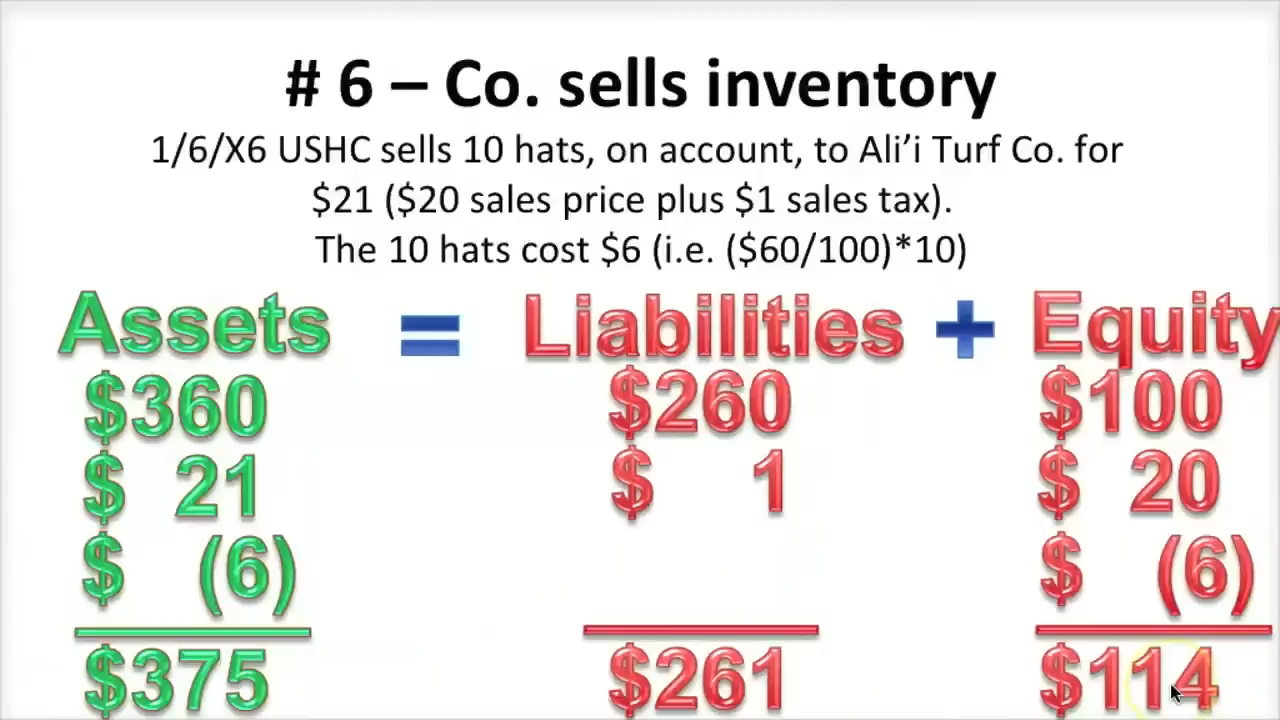 # 6 – Co. sells inventory
1/6/X6 USHC sells 10 hats, on account, to Ali’i Turf Co. for
$21 ($20 sales price plus $1 sales tax).
The 10 hats cost $6 (i.e. ($60/100)*10)
Assets = Liabilities + Equity
$360 $260 $100
$ 21 $ 1 $ 20
$ (6) $ (6)
$375 $261 $114